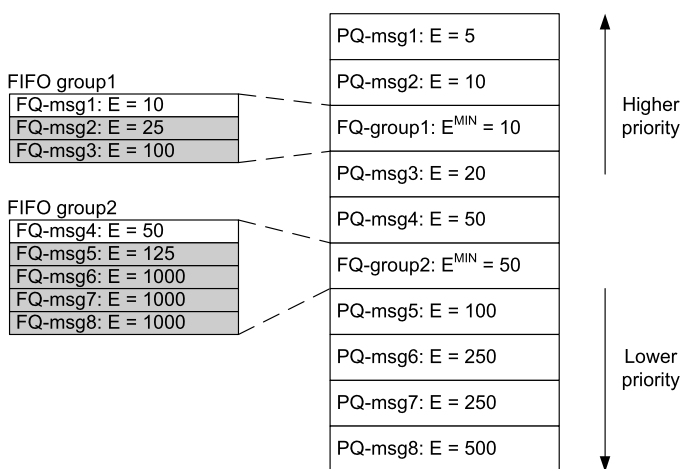 FIFO group1
FQ-msg1: E = 10
FQ-msg2: E = 25
FQ-msg3: E = 100
FIFO group2
FQ-msg4: E = 50
FQ-msg5: E = 125
FQ-msg6: E = 1000
FQ-msg7: E = 1000
FQ-msg8: E = 1000
PQ-msg1: E = 5
PQ-msg2: E = 10
FQ-group1: E^MIN = 10
PQ-msg3: E = 20
PQ-msg4: E = 50
FQ-group2: E^MIN = 50
PQ-msg5: E = 100
PQ-msg6: E = 250
PQ-msg7: E = 250
PQ-msg8: E = 500
Higher
priority
Lower
priority